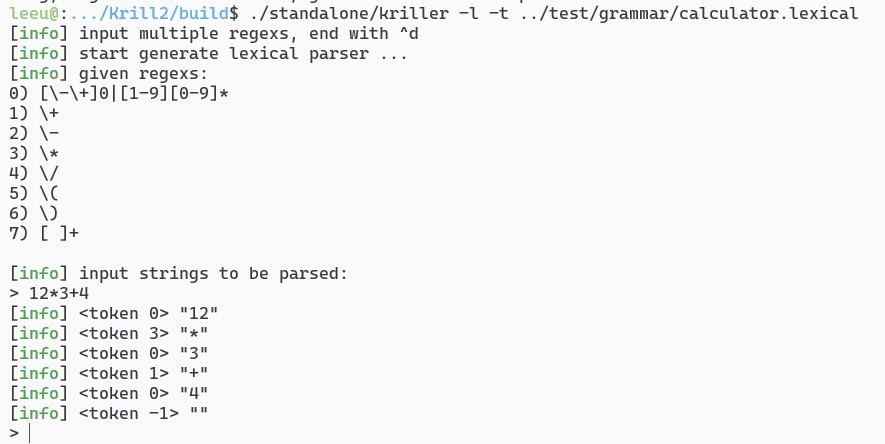 leeu@:.../Krill2/build$ ./standalone/kriller -l -t ../test/grammar/calculator.lexical
[info] input multiple regexs, end with ^d
[info] start generate lexical parser ...
[info] given regexs:
0) [\-\+]0|[1-9][0-9]*
1) \+
2) \-
3) \*
4) \/
5) \(
6) \)
7) [ ]+
[info] input strings to be parsed:
> 12*3+4
[info] <token 0> "12"
[info] <token 3> "*"
[info] <token 0> "3"
[info] <token 1> "+"
[info] <token 0> "4"
[info] <token -1> ""
>